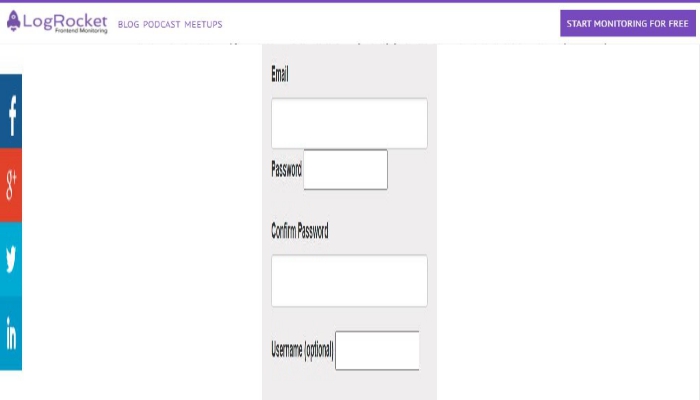 LogRocket
Frontend Monitoring
BLOG PODCAST MEETUPS
START MONITORING FOR FREE
Email
Password
Confirm Password
Username (optional)
f
g+
in